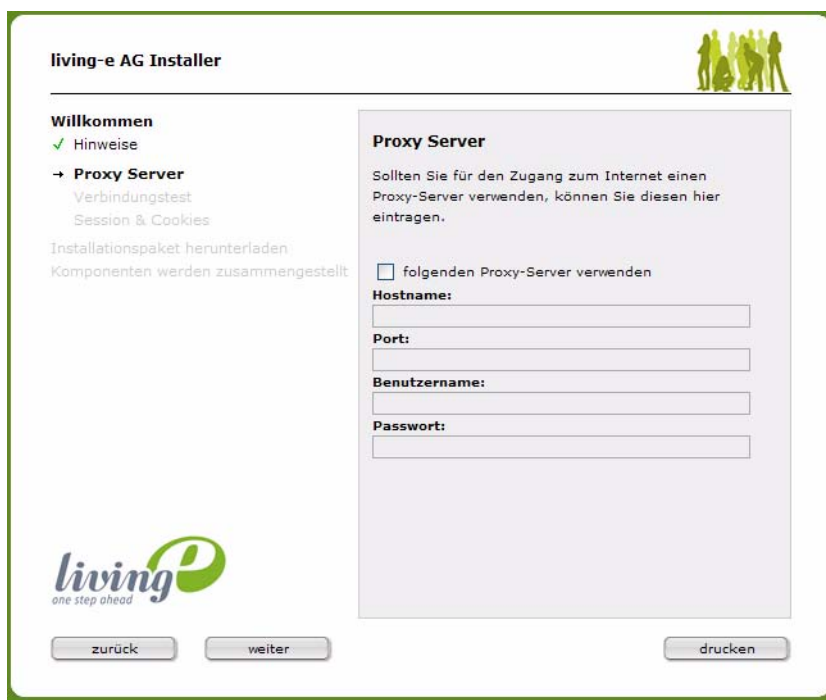 living-e AG Installer
Willkommen
✓ Hinweise
→ Proxy Server
Verbindungstest
Session & Cookies
Installationspaket herunterladen
Komponenten werden zusammengestellt
Proxy Server
Sollten Sie für den Zugang zum Internet einen
Proxy-Server verwenden, können Sie diesen hier
eintragen.
folgenden Proxy-Server verwenden
Hostname:
Port:
Benutzername:
Passwort:
living e
one step ahead
zurück
weiter
drucken